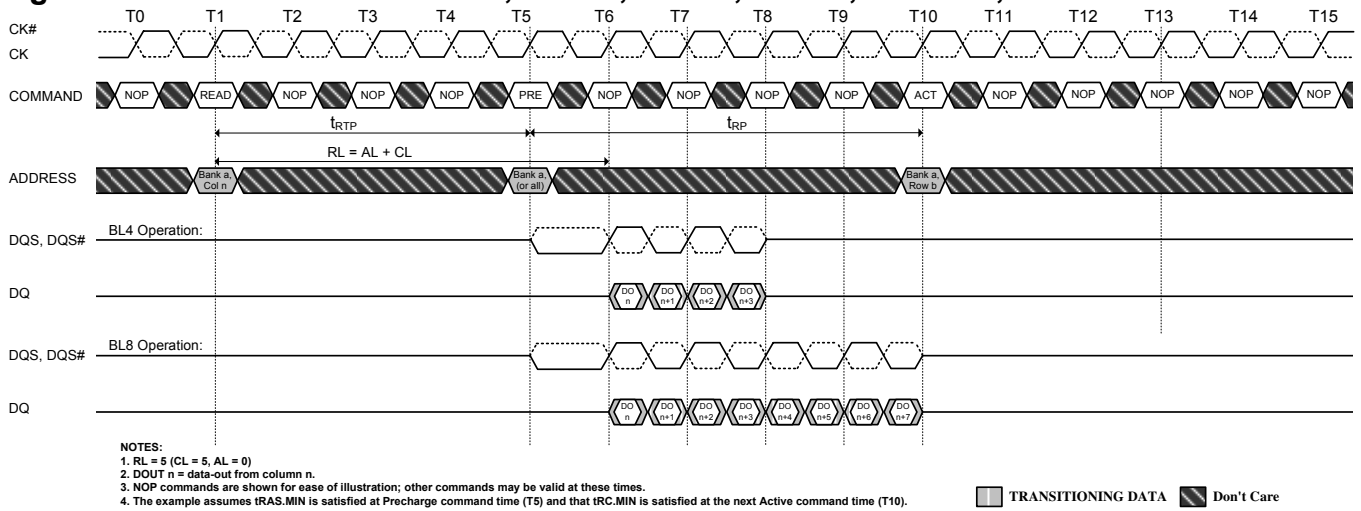 T0 T1 T2 T3 T4 T5 T6 T7 T8 T9 T10 T11 T12 T13 T14 T15
CK#
CK
COMMAND NOP READ NOP NOP NOP PRE NOP NOP NOP NOP ACT NOP NOP NOP NOP NOP
tRTP tRP
RL = AL + CL
ADDRESS Bank a, Col n Bank a, (or all) Bank a, Row b
BL4 Operation:
DQS, DQS#
DQ DO n DO n+1 DO n+2 DO n+3
BL8 Operation:
DQS, DQS#
DQ DO n DO n+1 DO n+2 DO n+3 DO n+4 DO n+5 DO n+6 DO n+7
NOTES:
1. RL = 5 (CL = 5, AL = 0)
2. DOUT n = data-out from column n.
3. NOP commands are shown for ease of illustration; other commands may be valid at these times.
4. The example assumes tRAS.MIN is satisfied at Precharge command time (T5) and that tRC.MIN is satisfied at the next Active command time (T10).
TRANSITIONING DATA Don't Care